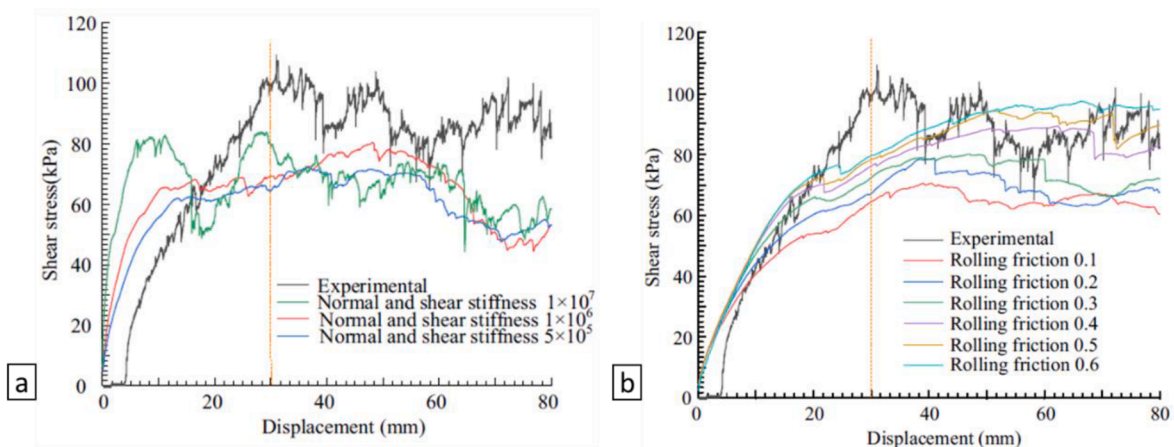 120
100
80
60
40
20
0
Shear stress(kPa)
Experimental
Normal and shear stiffness 1×10⁷
Normal and shear stiffness 1×10⁶
Normal and shear stiffness 5×10⁵
0 20 40 60 80
Displacement (mm)
a
120
100
80
60
40
20
0
Shear stress (kPa)
Experimental
Rolling friction 0.1
Rolling friction 0.2
Rolling friction 0.3
Rolling friction 0.4
Rolling friction 0.5
Rolling friction 0.6
0 20 40 60 80
Displacement (mm)
b